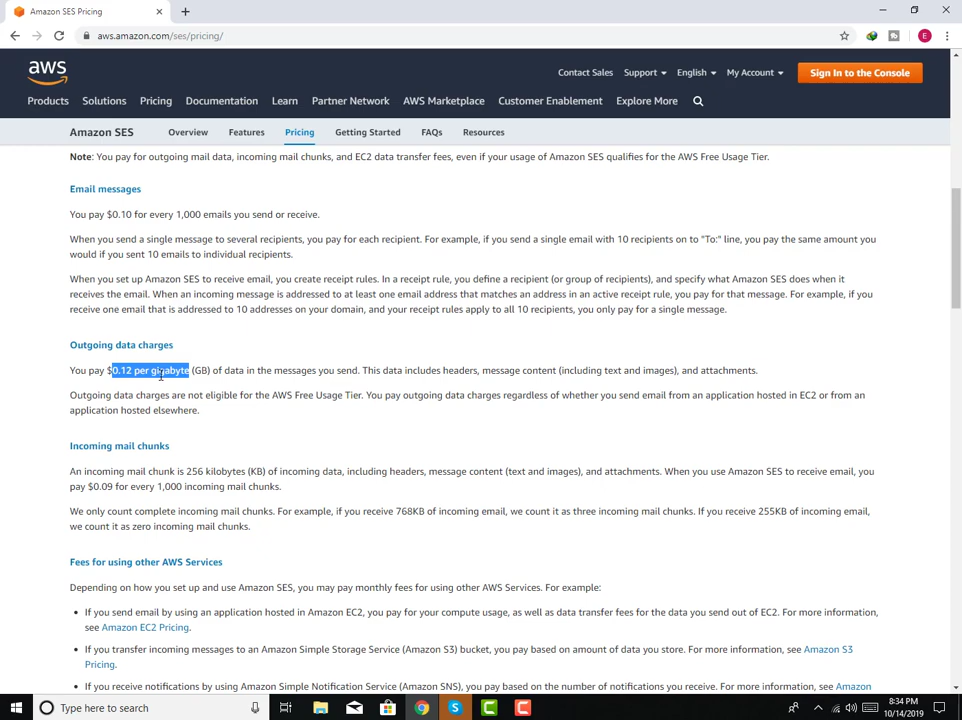 Amazon SES Pricing
aws.amazon.com/ses/pricing/
E
aws
Contact Sales Support English My Account Sign In to the Console
Products Solutions Pricing Documentation Learn Partner Network AWS Marketplace Customer Enablement Explore More
Amazon SES Overview Features Pricing Getting Started FAQs Resources
Note: You pay for outgoing mail data, incoming mail chunks, and EC2 data transfer fees, even if your usage of Amazon SES qualifies for the AWS Free Usage Tier.
Email messages
You pay $0.10 for every 1,000 emails you send or receive.
When you send a single message to several recipients, you pay for each recipient. For example, if you send a single email with 10 recipients on to "To:" line, you pay the same amount you
would if you sent 10 emails to individual recipients.
When you set up Amazon SES to receive email, you create receipt rules. In a receipt rule, you define a recipient (or group of recipients), and specify what Amazon SES does when it
receives the email. When an incoming message is addressed to at least one email address that matches an address in an active receipt rule, you pay for that message. For example, if you
receive one email that is addressed to 10 addresses on your domain, and your receipt rules apply to all 10 recipients, you only pay for a single message.
Outgoing data charges
You pay $0.12 per gigabyte (GB) of data in the messages you send. This data includes headers, message content (including text and images), and attachments.
Outgoing data charges are not eligible for the AWS Free Usage Tier. You pay outgoing data charges regardless of whether you send email from an application hosted in EC2 or from an
application hosted elsewhere.
Incoming mail chunks
An incoming mail chunk is 256 kilobytes (KB) of incoming data, including headers, message content (text and images), and attachments. When you use Amazon SES to receive email, you
pay $0.09 for every 1,000 incoming mail chunks.
We only count complete incoming mail chunks. For example, if you receive 768KB of incoming email, we count it as three incoming mail chunks. If you receive 255KB of incoming email,
we count it as zero incoming mail chunks.
Fees for using other AWS Services
Depending on how you set up and use Amazon SES, you may pay monthly fees for using other AWS Services. For example:
• If you send email by using an application hosted in Amazon EC2, you pay for your compute usage, as well as data transfer fees for the data you send out of EC2. For more information,
see Amazon EC2 Pricing.
• If you transfer incoming messages to an Amazon Simple Storage Service (Amazon S3) bucket, you pay based on amount of data you store. For more information, see Amazon S3
Pricing.
• If you receive notifications by using Amazon Simple Notification Service (Amazon SNS), you pay based on the number of notifications you receive. For more information, see Amazon
Type here to search
8:34 PM
10/14/2019